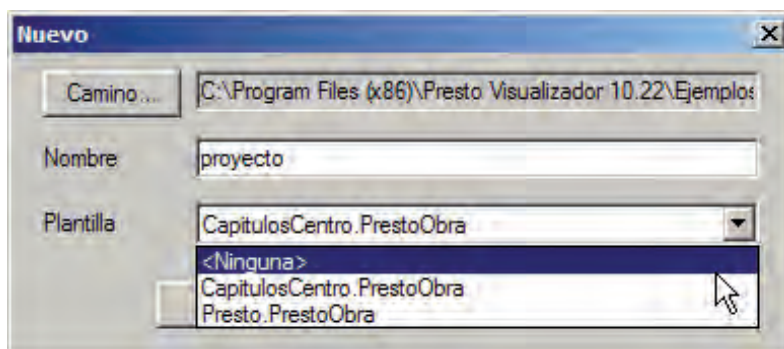 Nuevo
Camino ... C:\Program Files (x86)\Presto Visualizador 10.22\Ejemplos
Nombre proyecto
Plantilla CapitulosCentro.PrestoObra
<Ninguna>
CapitulosCentro.PrestoObra
Presto.PrestoObra